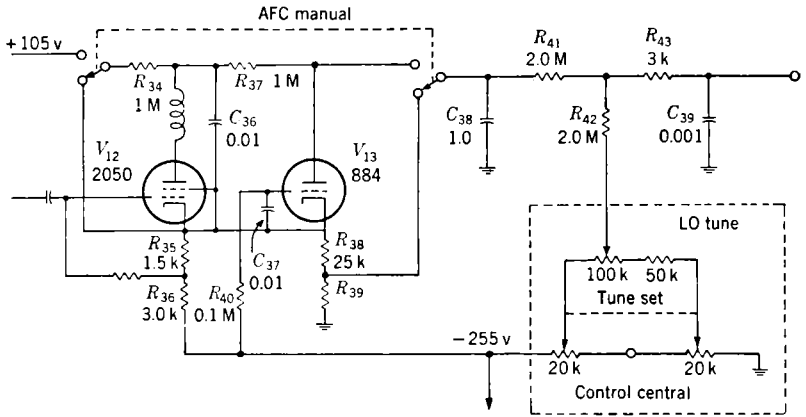 AFC manual
+105 v
R34
1 M
R37 1 M
C36
0.01
V12
2050
V13
884
R41
2.0 M
R43
3 k
R42
2.0 M
C38
1.0
C39
0.001
R35
1.5 k
R36
3.0 k
R40
0.1 M
C37
0.01
R38
25 k
R39
LO tune
100 k 50 k
Tune set
−255 v
20 k 20 k
Control central